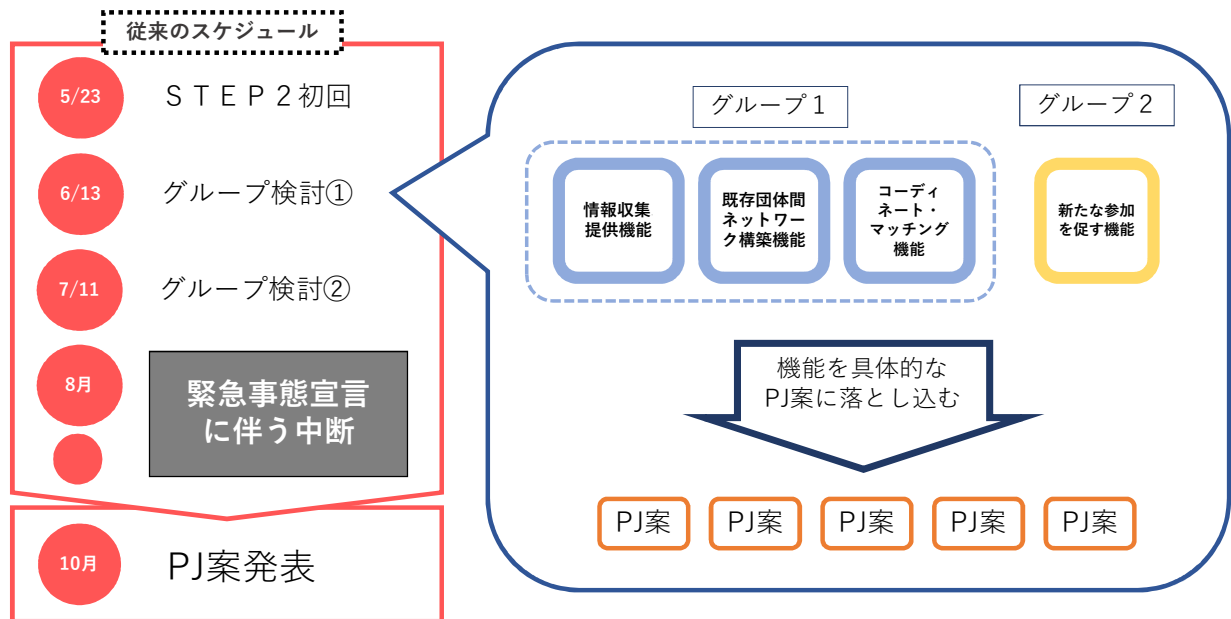 従来のスケジュール
5/23
ＳＴＥＰ２初回
6/13
グループ検討①
7/11
グループ検討②
8月
緊急事態宣言
に伴う中断
10月
PJ案発表
グループ１
グループ２
情報収集
提供機能
既存団体間
ネットワー
ク構築機能
コーディ
ネート・
マッチング
機能
新たな参加
を促す機能
機能を具体的な
PJ案に落とし込む
PJ案
PJ案
PJ案
PJ案
PJ案